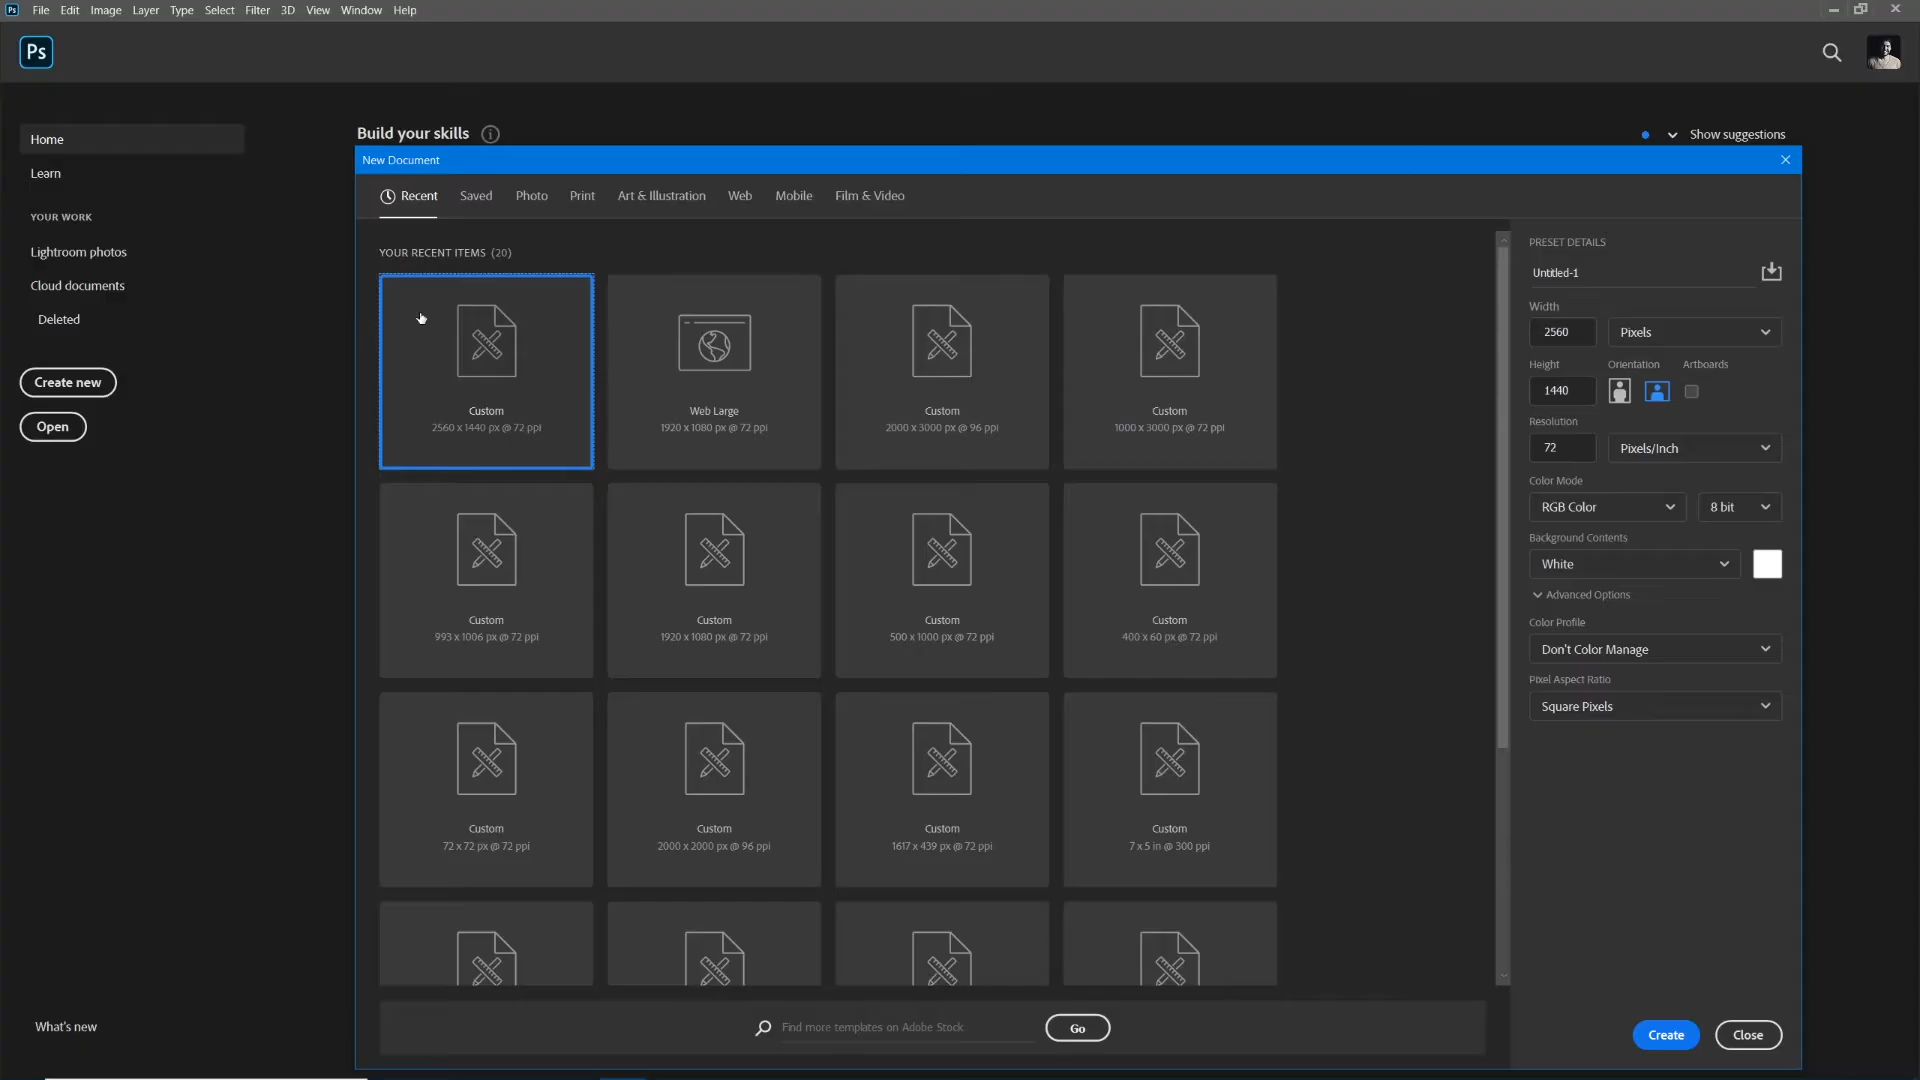 Ps File Edit Image Layer Type Select Filter 3D View Window Help
Ps
Home
Learn
YOUR WORK
Lightroom photos
Cloud documents
Deleted
Create new
Open
What's new
Build your skills
Show suggestions
New Document
Recent Saved Photo Print Art & Illustration Web Mobile Film & Video
YOUR RECENT ITEMS (20)
Custom
2560 x 1440 px @ 72 ppi
Web Large
1920 x 1080 px @ 72 ppi
Custom
2000 x 3000 px @ 96 ppi
Custom
1000 x 3000 px @ 72 ppi
Custom
993 x 1006 px @ 72 ppi
Custom
1920 x 1080 px @ 72 ppi
Custom
500 x 1000 px @ 72 ppi
Custom
400 x 60 px @ 72 ppi
Custom
72 x 72 px @ 72 ppi
Custom
2000 x 2000 px @ 96 ppi
Custom
1617 x 439 px @ 72 ppi
Custom
7 x 5 in @ 300 ppi
Find more templates on Adobe Stock Go
PRESET DETAILS
Untitled-1
Width
2560 Pixels
Height Orientation Artboards
1440
Resolution
72 Pixels/Inch
Color Mode
RGB Color 8 bit
Background Contents
White
Advanced Options
Color Profile
Don't Color Manage
Pixel Aspect Ratio
Square Pixels
Create Close